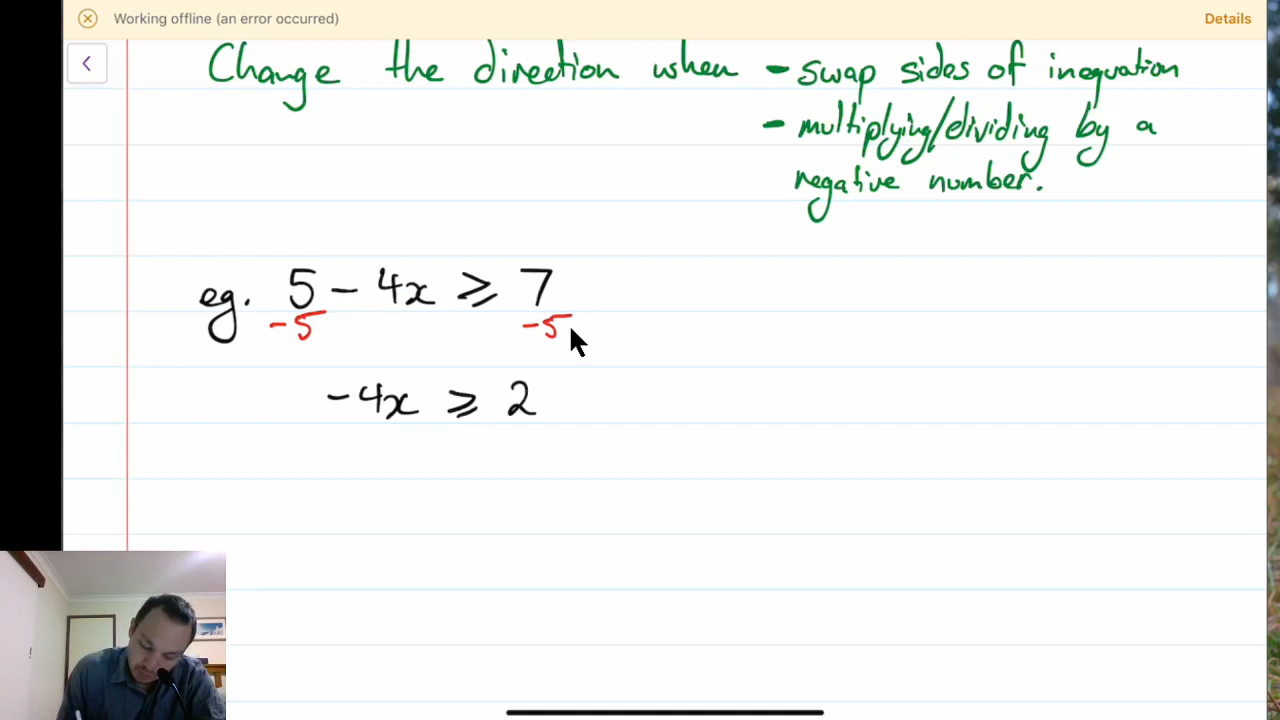 Working offline (an error occurred) Details
Change the direction when - swap sides of inequation
- multiplying/dividing by a
negative number.
eg. 5 - 4x ⩾ 7
-5 -5
-4x ⩾ 2